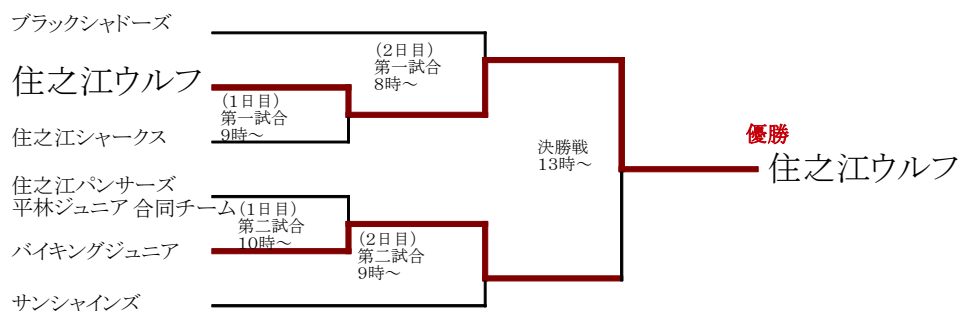 ブラックシャドーズ
(2日目)
第一試合
8時～
住之江ウルフ
(1日目)
第一試合
9時～
住之江シャークス
決勝戦
13時～
優勝
住之江ウルフ
住之江パンサーズ
平林ジュニア 合同チーム
(1日目)
第二試合
10時～
バイキングジュニア
(2日目)
第二試合
9時～
サンシャインズ